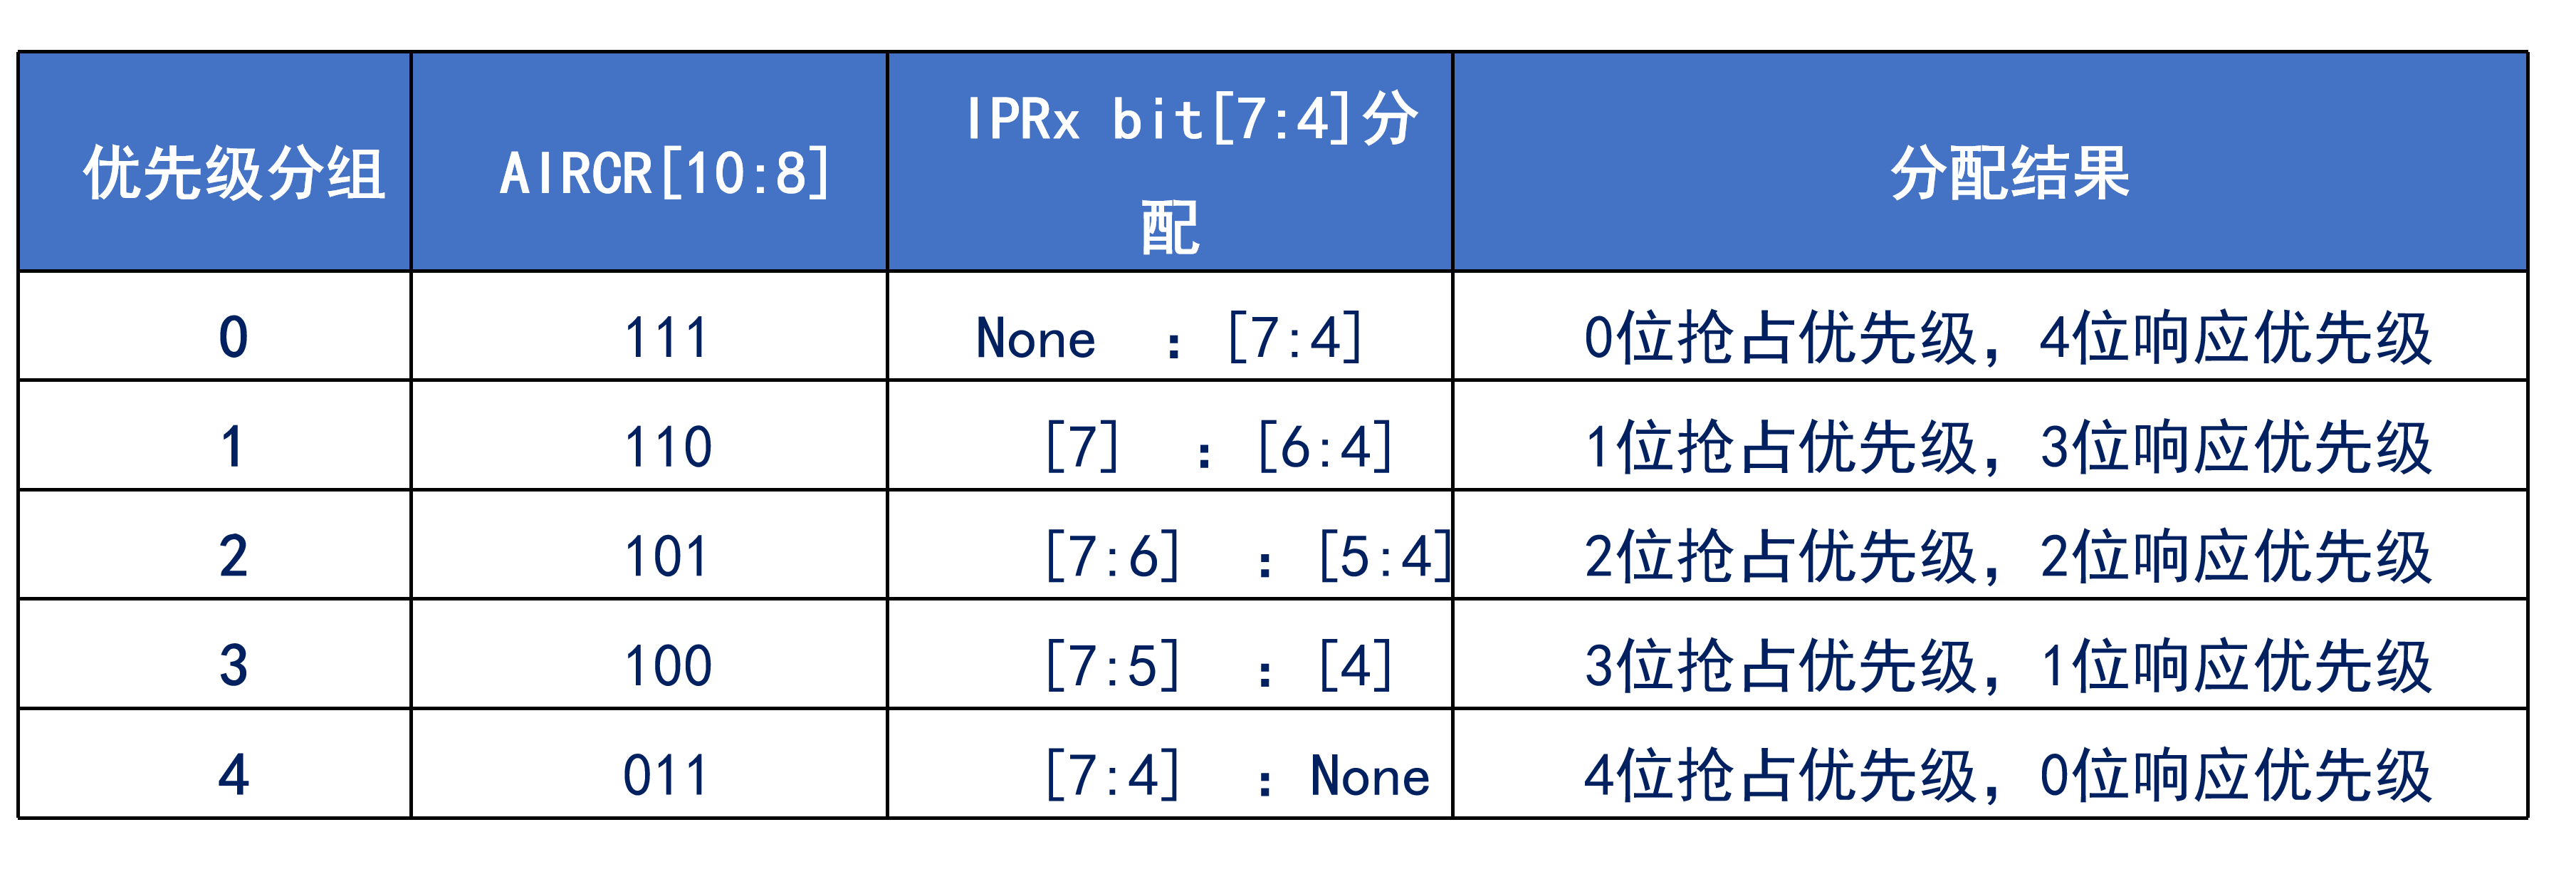 优先级分组 AIRCR[10:8] IPRx bit[7:4]分配 分配结果
0 111 None ：[7:4] 0位抢占优先级，4位响应优先级
1 110 [7] ：[6:4] 1位抢占优先级，3位响应优先级
2 101 [7:6] ：[5:4] 2位抢占优先级，2位响应优先级
3 100 [7:5] ：[4] 3位抢占优先级，1位响应优先级
4 011 [7:4] ：None 4位抢占优先级，0位响应优先级